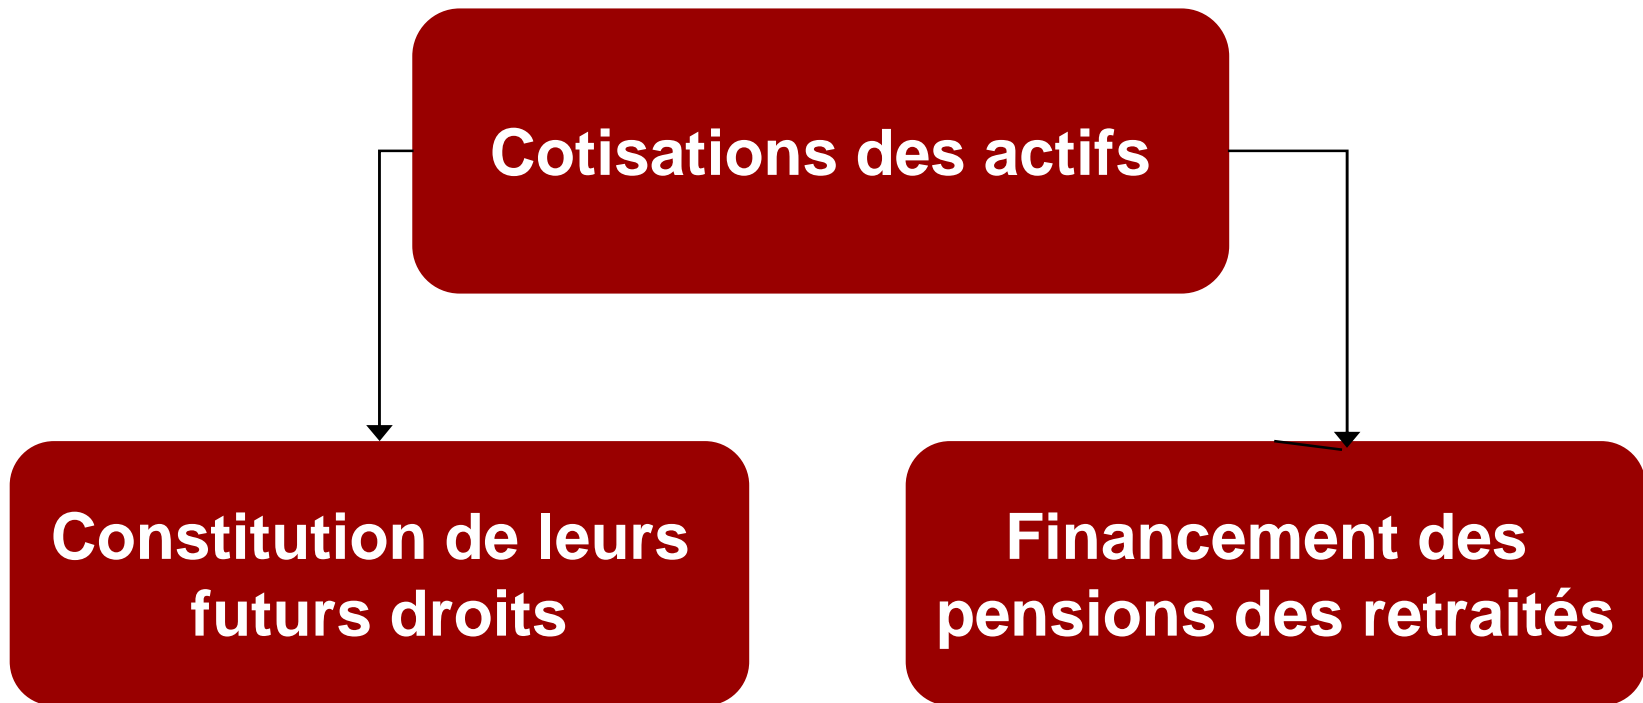 Cotisations des actifs
Constitution de leurs
futurs droits
Financement des
pensions des retraités